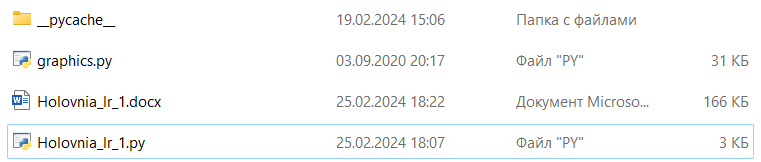 __pycache__ 19.02.2024 15:06 Папка с файлами
graphics.py 03.09.2020 20:17 Файл "PY" 31 КБ
Holovnia_lr_1.docx 25.02.2024 18:22 Документ Microso... 166 КБ
Holovnia_lr_1.py 25.02.2024 18:07 Файл "PY" 3 КБ